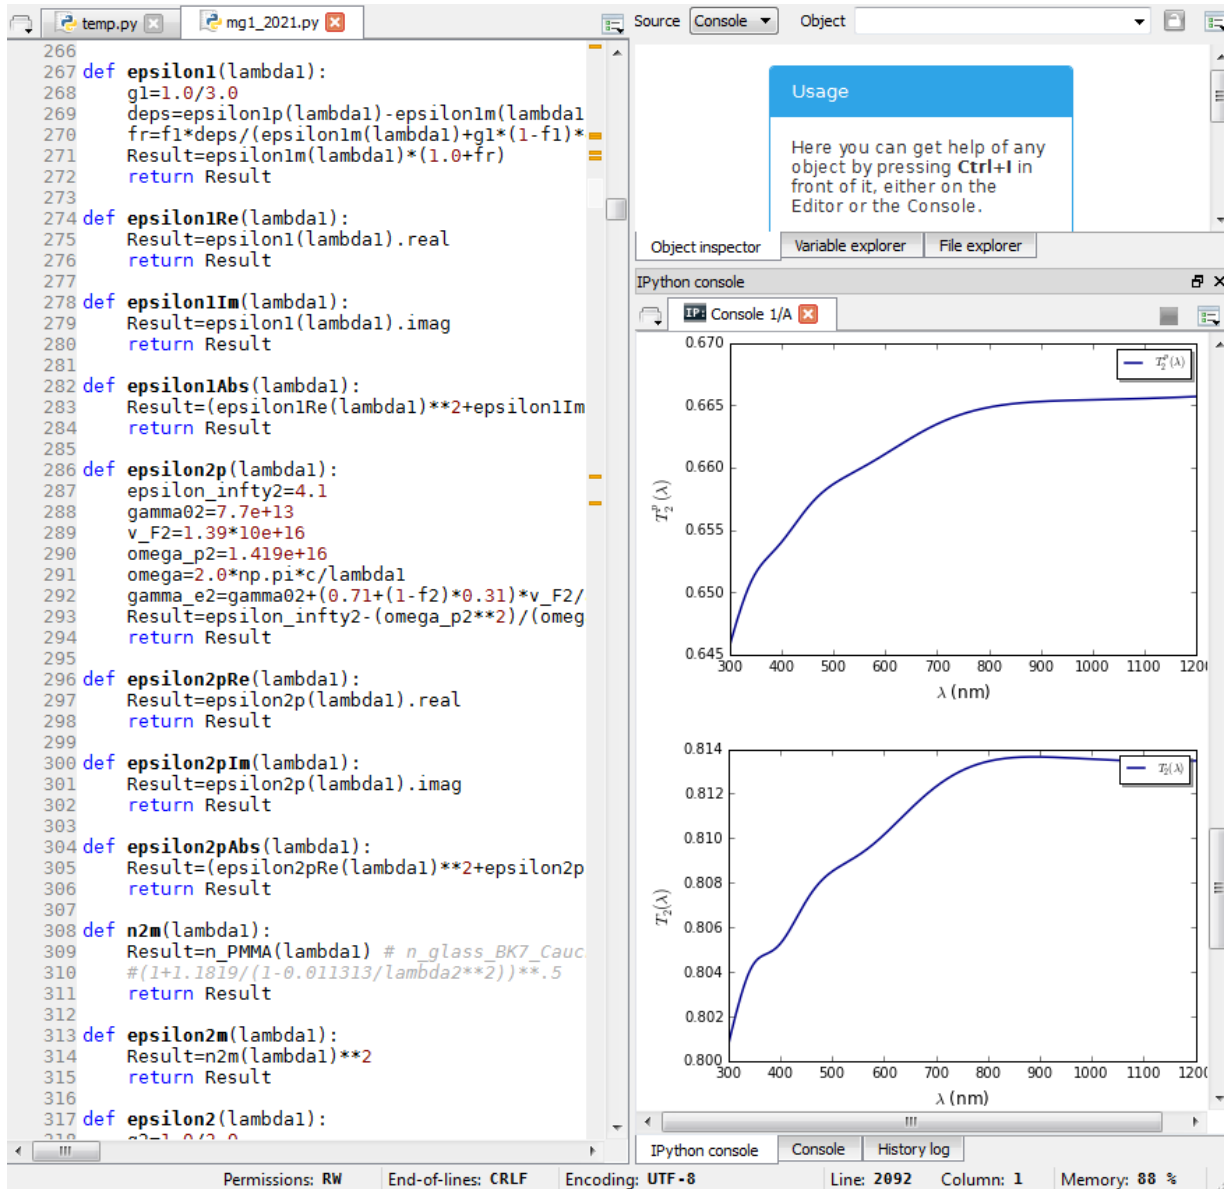 temp.py
mg1_2021.py
266
267 def epsilon1(lambda1):
268 g1=1.0/3.0
269 deps=epsilon1p(lambda1)-epsilon1m(lambda1
270 fr=f1*deps/(epsilon1m(lambda1)+g1*(1-f1)*
271 Result=epsilon1m(lambda1)*(1.0+fr)
272 return Result
273
274 def epsilon1Re(lambda1):
275 Result=epsilon1(lambda1).real
276 return Result
277
278 def epsilon1Im(lambda1):
279 Result=epsilon1(lambda1).imag
280 return Result
281
282 def epsilon1Abs(lambda1):
283 Result=(epsilon1Re(lambda1)**2+epsilon1Im
284 return Result
285
286 def epsilon2p(lambda1):
287 epsilon_infty2=4.1
288 gamma02=7.7e+13
289 v_F2=1.39*10e+16
290 omega_p2=1.419e+16
291 omega=2.0*np.pi*c/lambda1
292 gamma_e2=gamma02+(0.71+(1-f2)*0.31)*v_F2/
293 Result=epsilon_infty2-(omega_p2**2)/(omeg
294 return Result
295
296 def epsilon2pRe(lambda1):
297 Result=epsilon2p(lambda1).real
298 return Result
299
300 def epsilon2pIm(lambda1):
301 Result=epsilon2p(lambda1).imag
302 return Result
303
304 def epsilon2pAbs(lambda1):
305 Result=(epsilon2pRe(lambda1)**2+epsilon2p
306 return Result
307
308 def n2m(lambda1):
309 Result=n_PMMA(lambda1) # n_glass_BK7_Cauc
310 #(1+1.1819/(1-0.011313/lambda2**2))**.5
311 return Result
312
313 def epsilon2m(lambda1):
314 Result=n2m(lambda1)**2
315 return Result
316
317 def epsilon2(lambda1):
318 g2=1.0/3.0
Source Console Object
Usage
Here you can get help of any
object by pressing Ctrl+I in
front of it, either on the
Editor or the Console.
Object inspector Variable explorer File explorer
IPython console
IP: Console 1/A
0.670
0.665
0.660
0.655
0.650
0.645
T₂ᵖ(λ)
T₂ᵖ(λ)
300 400 500 600 700 800 900 1000 1100 1200
λ (nm)
0.814
0.812
0.810
0.808
0.806
0.804
0.802
0.800
T₂(λ)
T₂(λ)
300 400 500 600 700 800 900 1000 1100 1200
λ (nm)
IPython console Console History log
Permissions: RW End-of-lines: CRLF Encoding: UTF-8 Line: 2092 Column: 1 Memory: 88 %